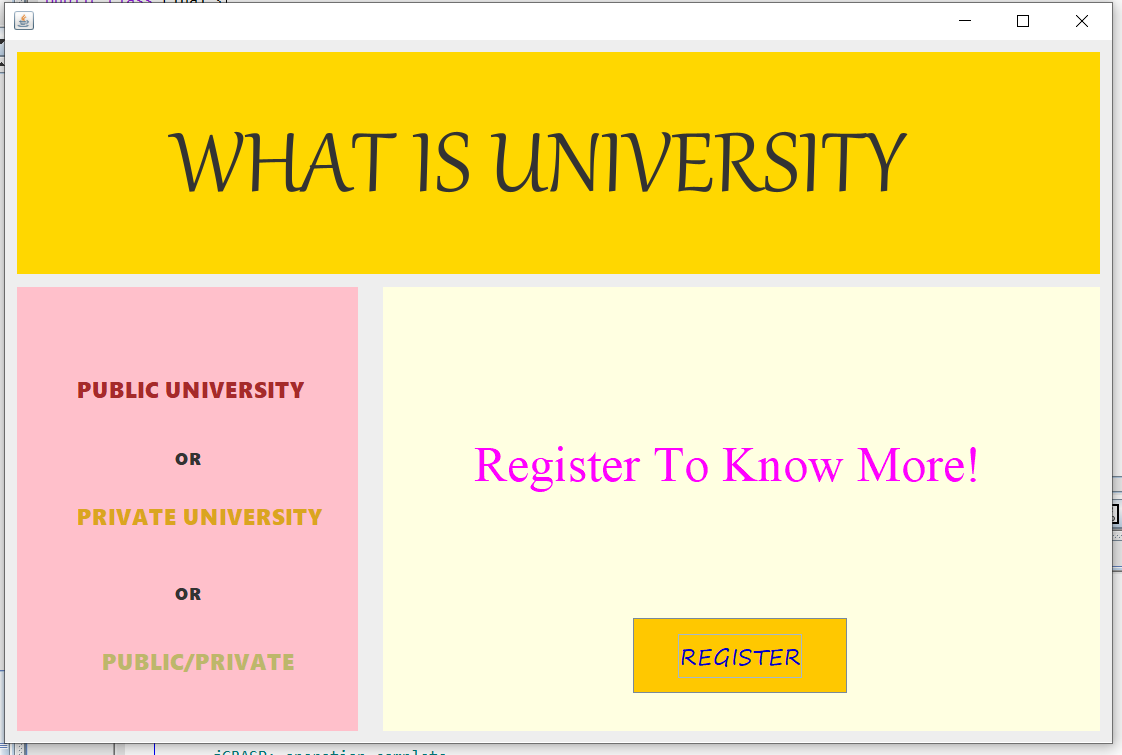 WHAT IS UNIVERSITY
PUBLIC UNIVERSITY
OR
PRIVATE UNIVERSITY
OR
PUBLIC/PRIVATE
Register To Know More!
REGISTER